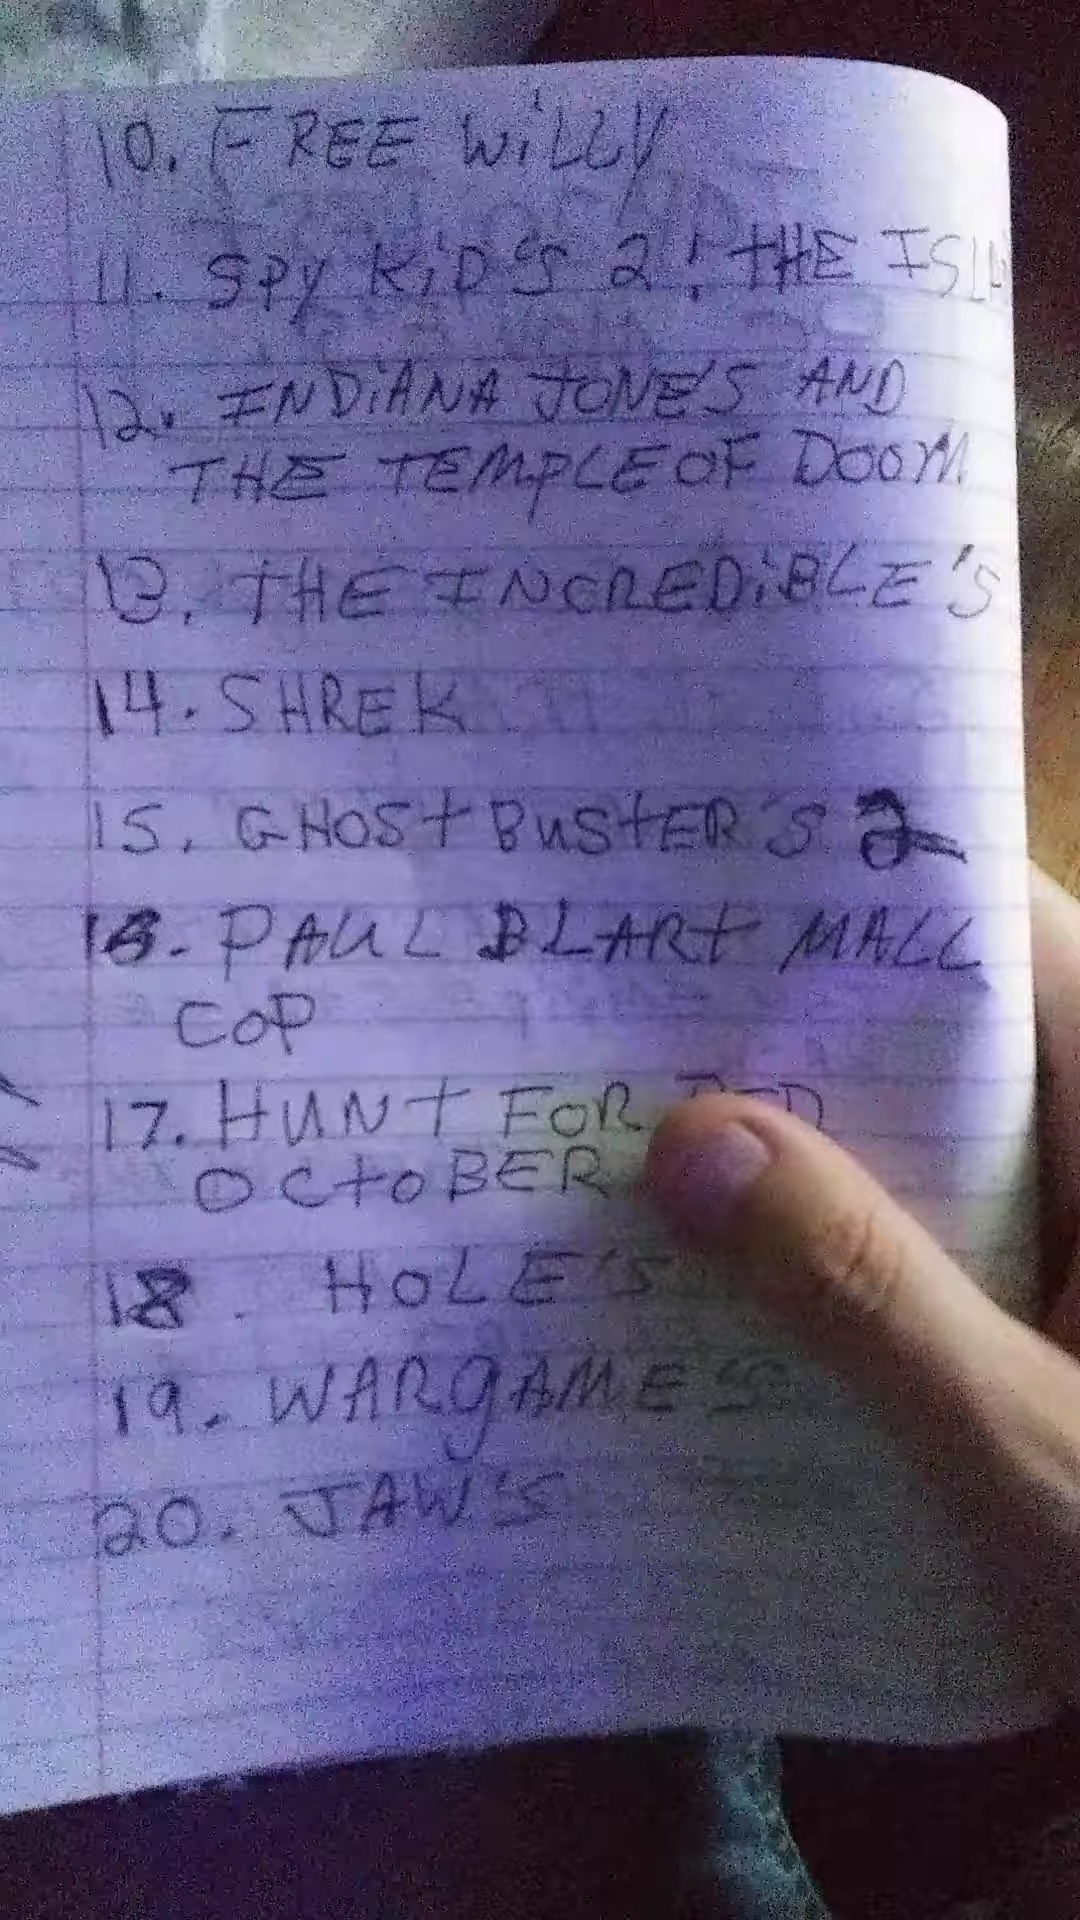 10. FREE WiLLY
11. SPY KiD'S 2: tHE
12. INDiANA JONE'S AND
THE TEMPLE OF DOOM
13. tHE INCREDiBLE'S
14. SHREK
15. GHOSt BUStER'S 2
16. PAUL BLARt MALL
COP
17. HUNt FOR RED
OCtOBER
18. HOLE'S
19. WARgAMES
20. JAW'S